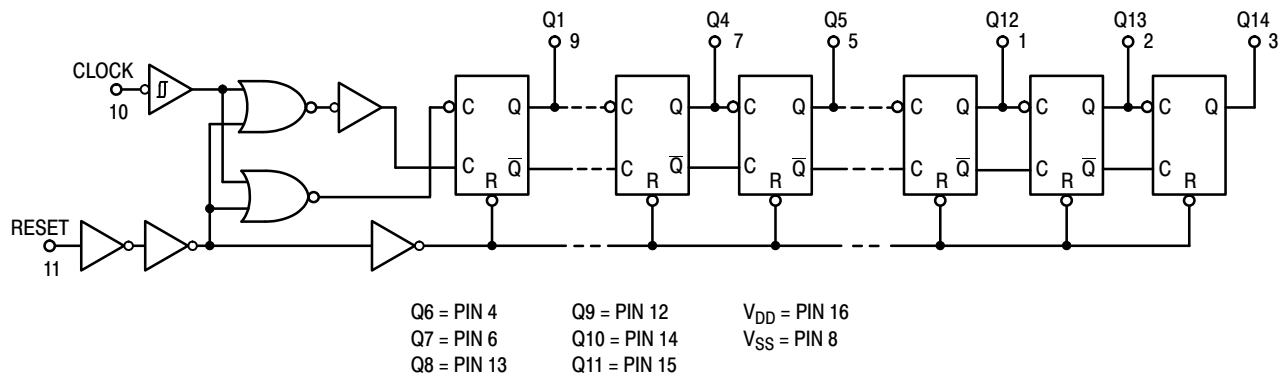 Q1 Q4 Q5 Q12 Q13 Q14
9 7 5 1 2 3
CLOCK
10
C Q C Q C Q C Q C Q C Q
C Q̅ C Q̅ C Q̅ C Q̅ C Q̅ C
R R R R R R
RESET
11
Q6 = PIN 4 Q9 = PIN 12 V_DD = PIN 16
Q7 = PIN 6 Q10 = PIN 14 V_SS = PIN 8
Q8 = PIN 13 Q11 = PIN 15